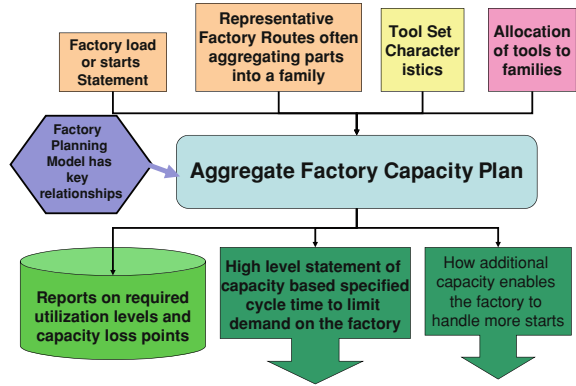 Factory load
or starts
Statement
Representative
Factory Routes often
aggregating parts
into a family
Tool Set
Character
istics
Allocation
of tools to
families
Factory
Planning
Model has
key
relationships
Aggregate Factory Capacity Plan
Reports on required
utilization levels and
capacity loss points
High level statement of
capacity based specified
cycle time to limit
demand on the factory
How additional
capacity enables
the factory to
handle more starts